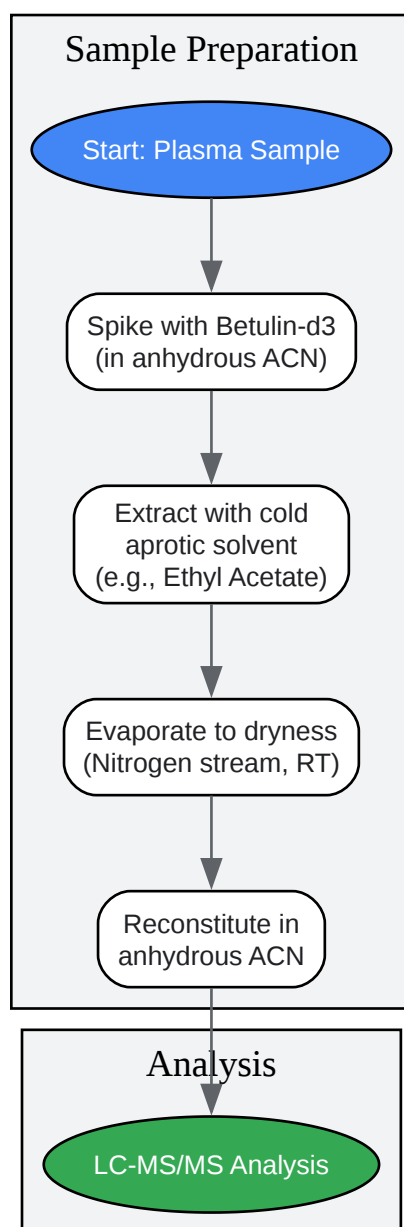 Sample Preparation
Start: Plasma Sample
Spike with Betulin-d3
(in anhydrous ACN)
Extract with cold
aprotic solvent
(e.g., Ethyl Acetate)
Evaporate to dryness
(Nitrogen stream, RT)
Reconstitute in
anhydrous ACN
Analysis
LC-MS/MS Analysis